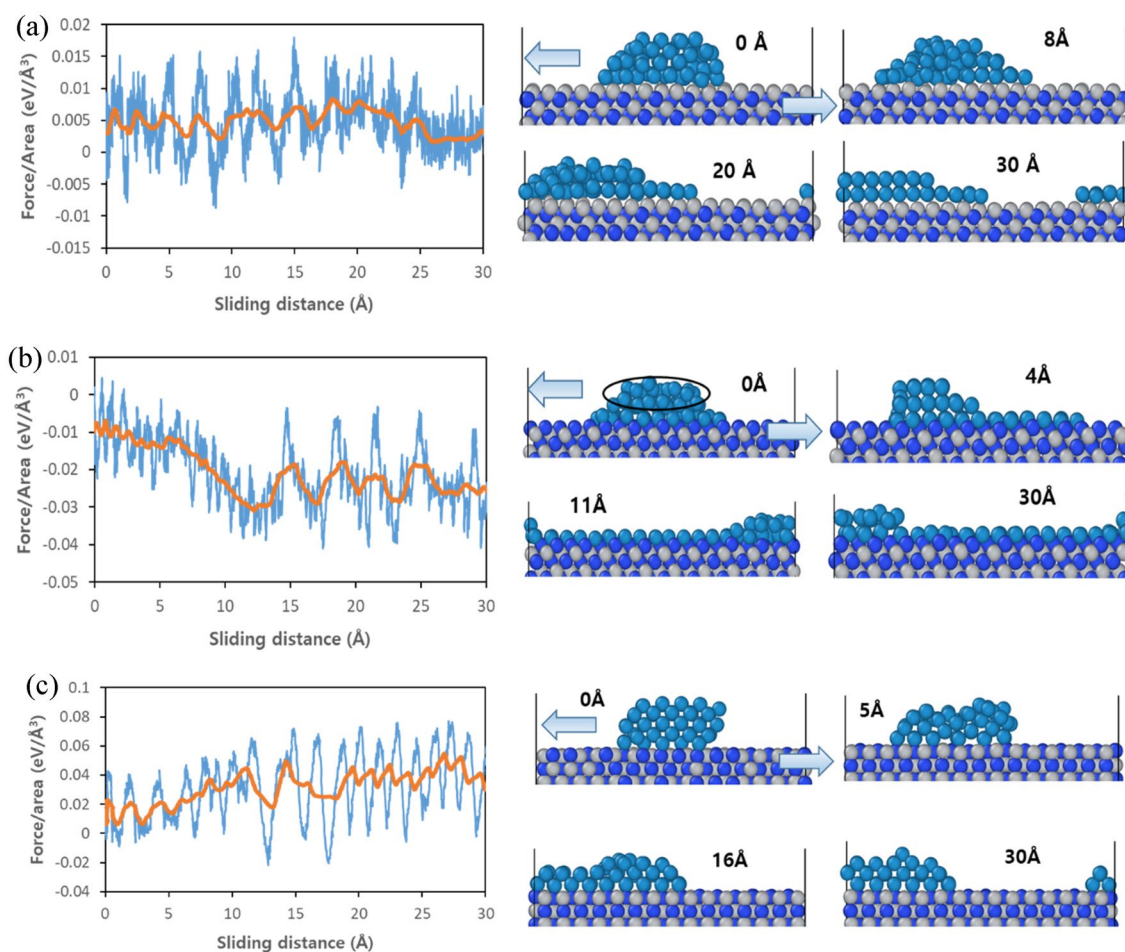 (a)
0.02
0.015
0.01
0.005
0
-0.005
-0.01
-0.015
Force/Area (eV/Å³)
0 5 10 15 20 25 30
Sliding distance (Å)
0 Å
8Å
20 Å
30 Å
(b)
0.01
0
-0.01
-0.02
-0.03
-0.04
-0.05
Force/Area (eV/Å³)
0 5 10 15 20 25 30
Sliding distance (Å)
0Å
4Å
11Å
30Å
(c)
0.1
0.08
0.06
0.04
0.02
0
-0.02
-0.04
Force/area (eV/Å³)
0 5 10 15 20 25 30
Sliding distance (Å)
0Å
5Å
16Å
30Å